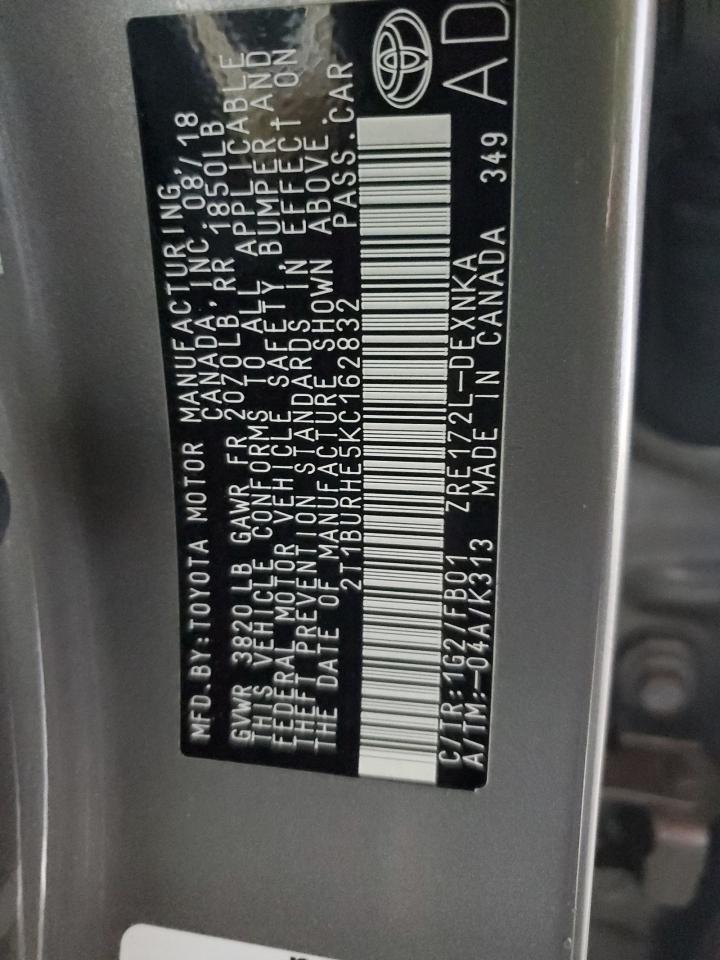 MFD.BY:TOYOTA MOTOR MANUFACTURING,
CANADA,INC. 08/18
GVWR 3820LB GAWR FR 2070LB,RR 1850LB
THIS VEHICLE CONFORMS TO ALL APPLICABLE
FEDERAL MOTOR VEHICLE SAFETY,BUMPER,AND
THEFT PREVENTION STANDARDS IN EFFECT ON
THE DATE OF MANUFACTURE SHOWN ABOVE.
2T1BURHE5KC162832 PASS.CAR
C/TR:1G2/FB01 ZRE172L-DEXNKA
A/TM:-04A/K313 MADE IN CANADA 349
AD